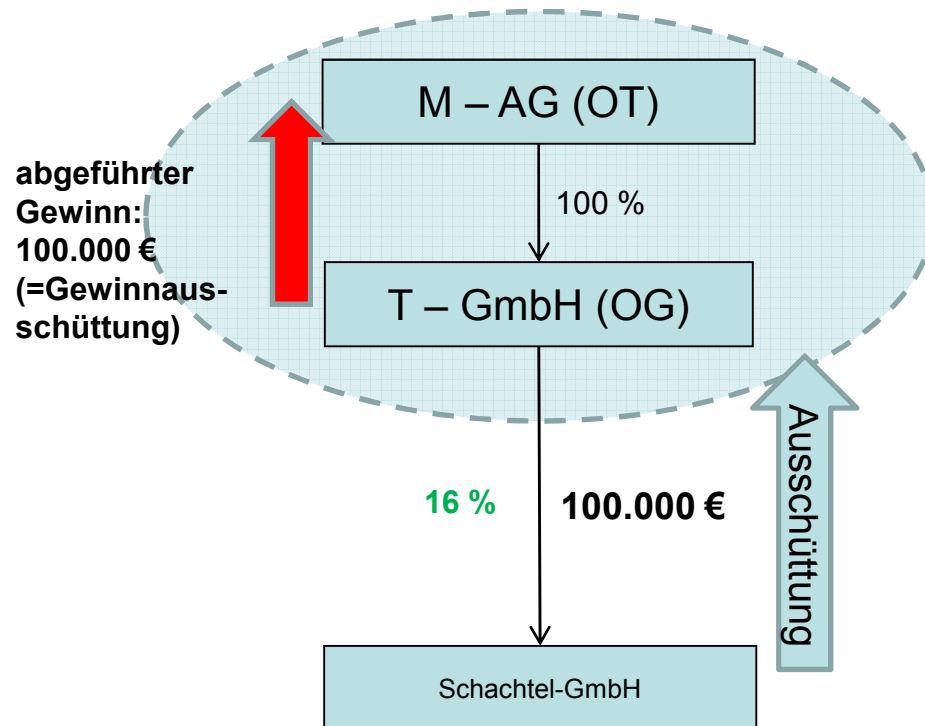 M – AG (OT)
abgeführter
Gewinn:
100.000 €
(=Gewinnaus-
schüttung)
100 %
T – GmbH (OG)
16 %
100.000 €
Ausschüttung
Schachtel-GmbH